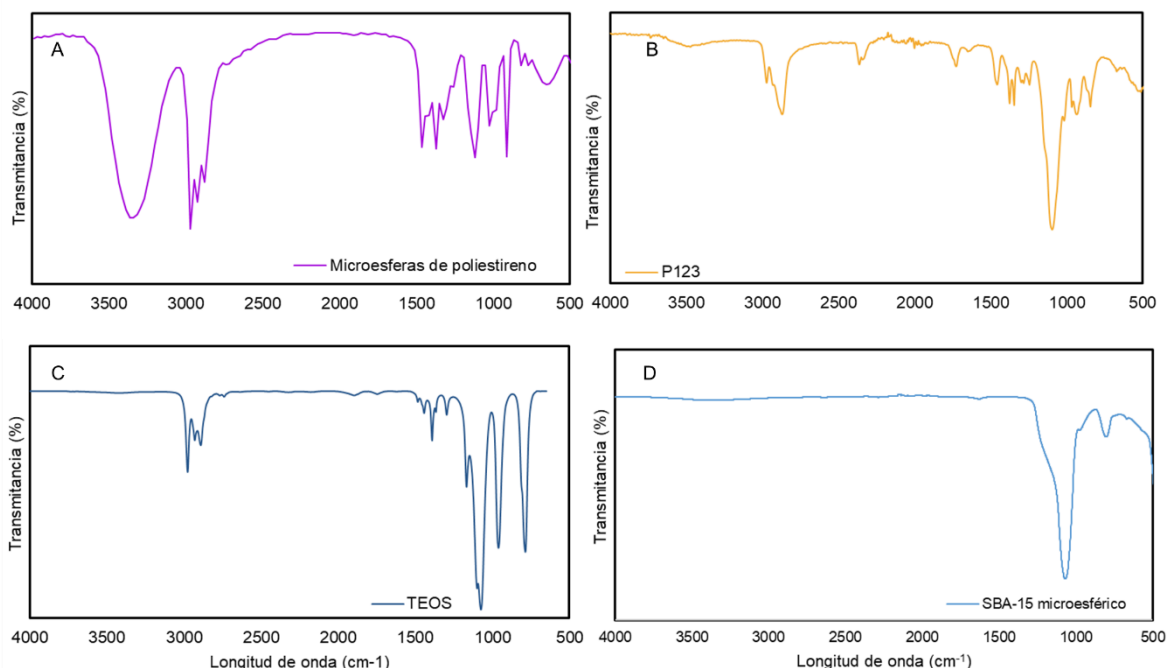 A
Transmitancia (%)
Microesferas de poliestireno
4000 3500 3000 2500 2000 1500 1000 500
B
Transmitancia (%)
P123
4000 3500 3000 2500 2000 1500 1000 500
C
Transmitancia (%)
TEOS
4000 3500 3000 2500 2000 1500 1000 500
Longitud de onda (cm-1)
D
Transmitancia (%)
SBA-15 microesférico
4000 3500 3000 2500 2000 1500 1000 500
Longitud de onda (cm⁻¹)